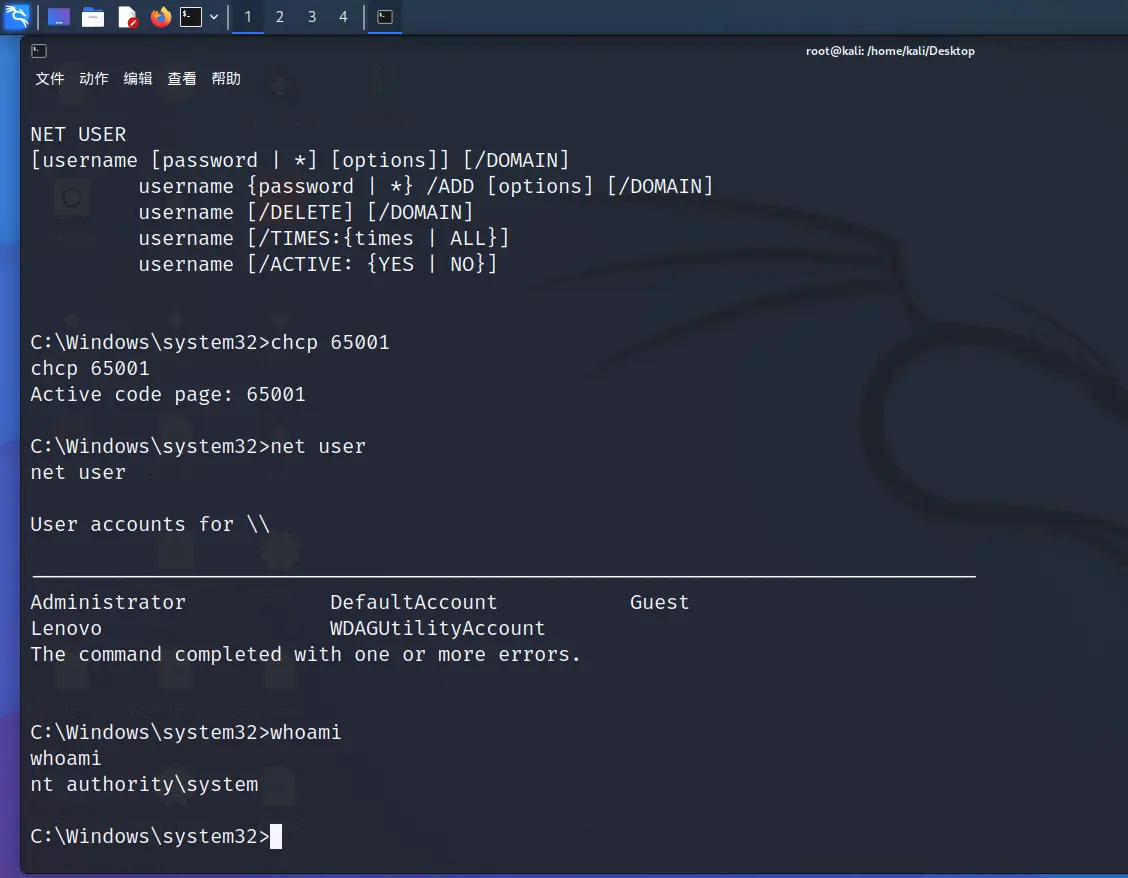 1 2 3 4
root@kali: /home/kali/Desktop
文件 动作 编辑 查看 帮助
NET USER
[username [password | *] [options]] [/DOMAIN]
         username {password | *} /ADD [options] [/DOMAIN]
         username [/DELETE] [/DOMAIN]
         username [/TIMES:{times | ALL}]
         username [/ACTIVE: {YES | NO}]
C:\Windows\system32>chcp 65001
chcp 65001
Active code page: 65001
C:\Windows\system32>net user
net user
User accounts for \\
Administrator            DefaultAccount           Guest
Lenovo                   WDAGUtilityAccount
The command completed with one or more errors.
C:\Windows\system32>whoami
whoami
nt authority\system
C:\Windows\system32>